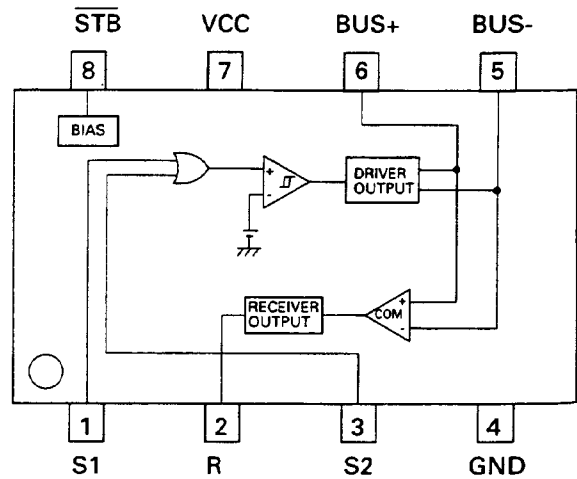 STB VCC BUS+ BUS-
8 7 6 5
BIAS
+
-
DRIVER
OUTPUT
RECEIVER
OUTPUT
COM
+
-
1 2 3 4
S1 R S2 GND